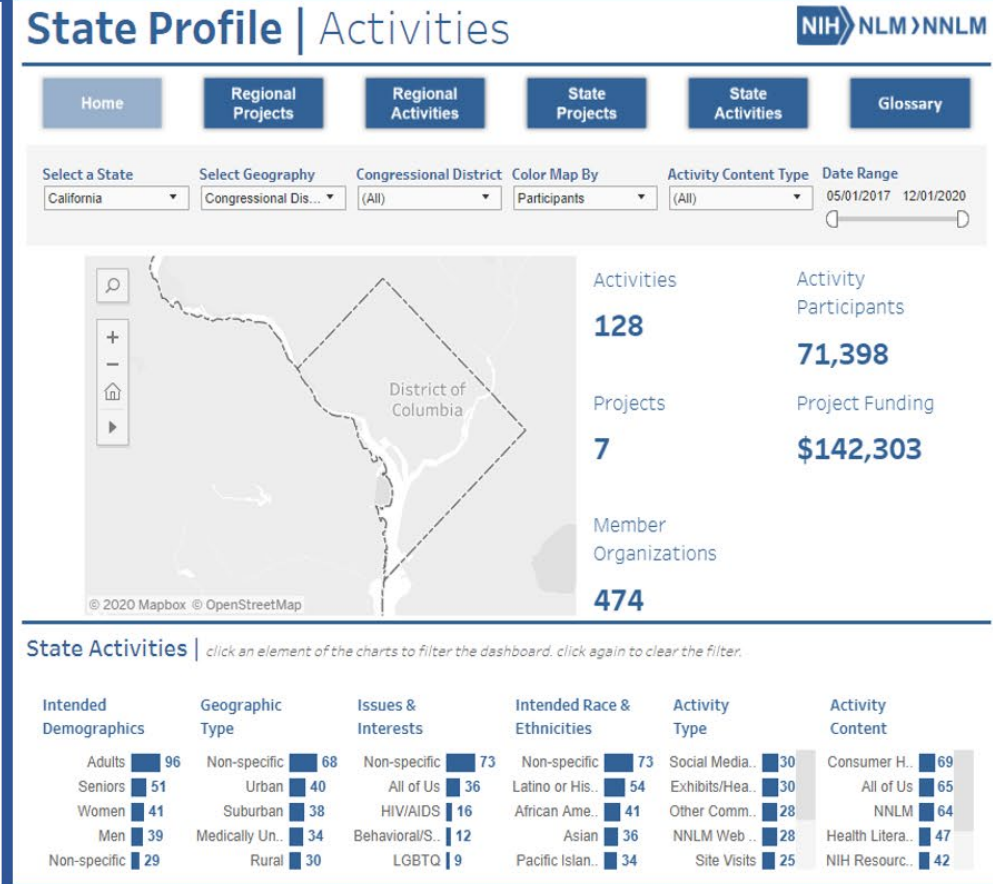 State Profile | Activities
NIH NLM NNLM
Home
Regional Projects
Regional Activities
State Projects
State Activities
Glossary
Select a State
Select Geography
Congressional District
Color Map By
Activity Content Type
Date Range
California
Congressional Dis...
(All)
Participants
(All)
05/01/2017 12/01/2020
District of
Columbia
© 2020 Mapbox © OpenStreetMap
Activities
128
Activity
Participants
71,398
Projects
7
Project Funding
$142,303
Member
Organizations
474
State Activities | click an element of the charts to filter the dashboard. click again to clear the filter.
Intended
Demographics
Adults 96
Seniors 51
Women 41
Men 39
Non-specific 29
Geographic
Type
Non-specific 68
Urban 40
Suburban 38
Medically Un.. 34
Rural 30
Issues &
Interests
Non-specific 73
All of Us 36
HIV/AIDS 16
Behavioral/S.. 12
LGBTQ 9
Intended Race &
Ethnicities
Non-specific 73
Latino or His.. 54
African Ame.. 41
Asian 36
Pacific Islan.. 34
Activity
Type
Social Media.. 30
Exhibits/Hea.. 30
Other Comm.. 28
NNLM Web .. 28
Site Visits 25
Activity
Content
Consumer H.. 69
All of Us 65
NNLM 64
Health Litera.. 47
NIH Resourc.. 42